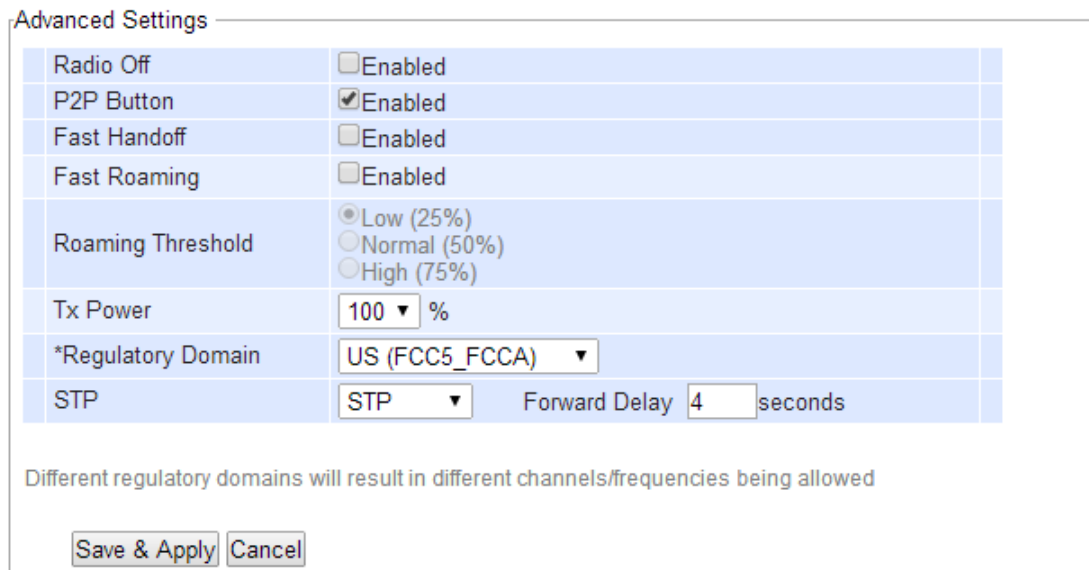 Advanced Settings
Radio Off Enabled
P2P Button Enabled
Fast Handoff Enabled
Fast Roaming Enabled
Roaming Threshold
Low (25%)
Normal (50%)
High (75%)
Tx Power 100 %
*Regulatory Domain US (FCC5_FCCA)
STP STP Forward Delay 4 seconds
Different regulatory domains will result in different channels/frequencies being allowed
Save & Apply Cancel